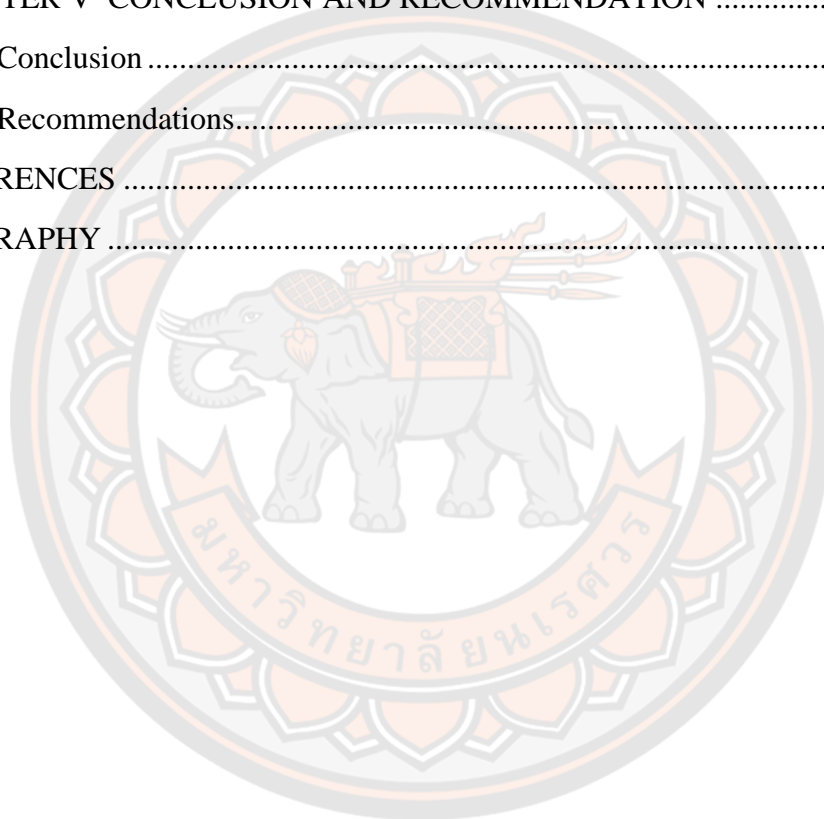 TER V CONCLUSION AND RECOMMENDATION ..............
Conclusion ....................................................................................
Recommendations.........................................................................
RENCES .......................................................................................
RAPHY .........................................................................................
มหาวิทยาลัยนเรศวร